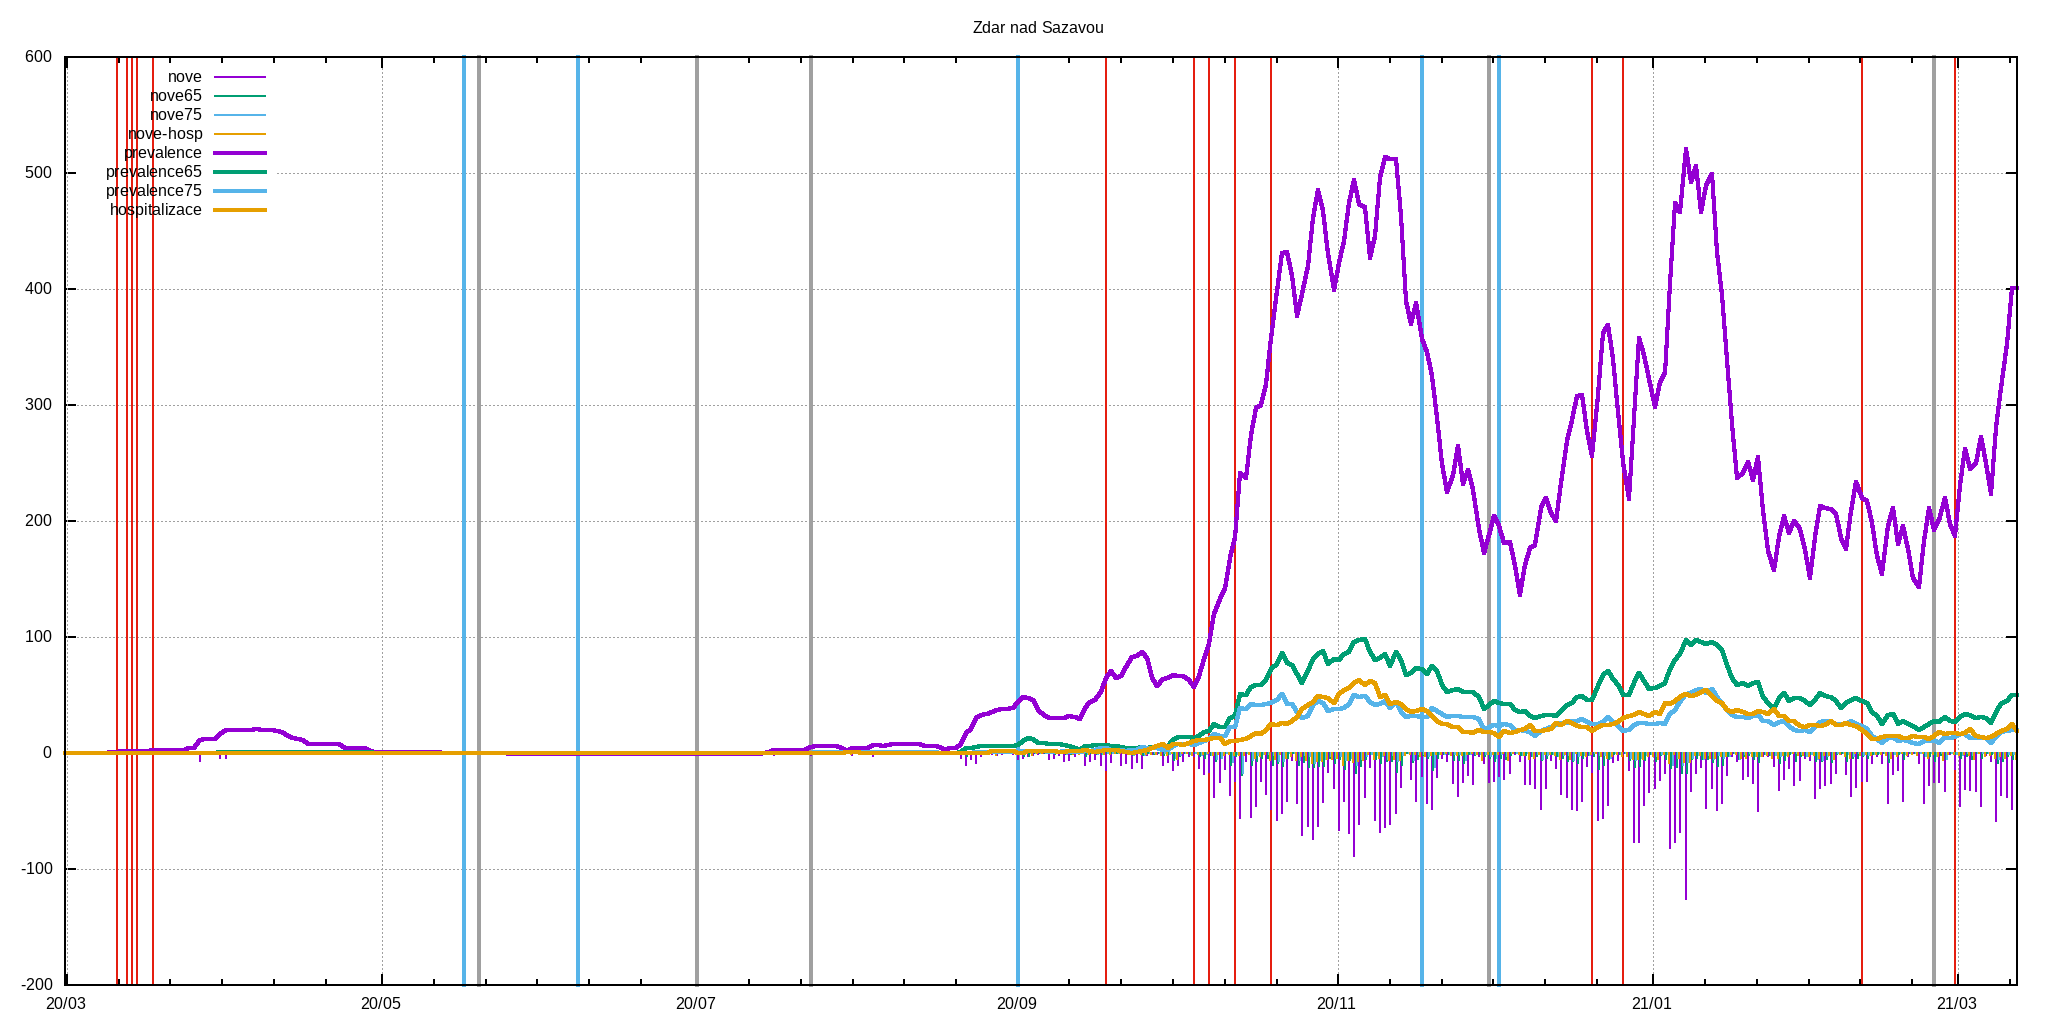 Zdar nad Sazavou
600
500
400
300
200
100
0
-100
-200
nove
nove65
nove75
nove-hosp
prevalence
prevalence65
prevalence75
hospitalizace
20/03 20/05 20/07 20/09 20/11 21/01 21/03